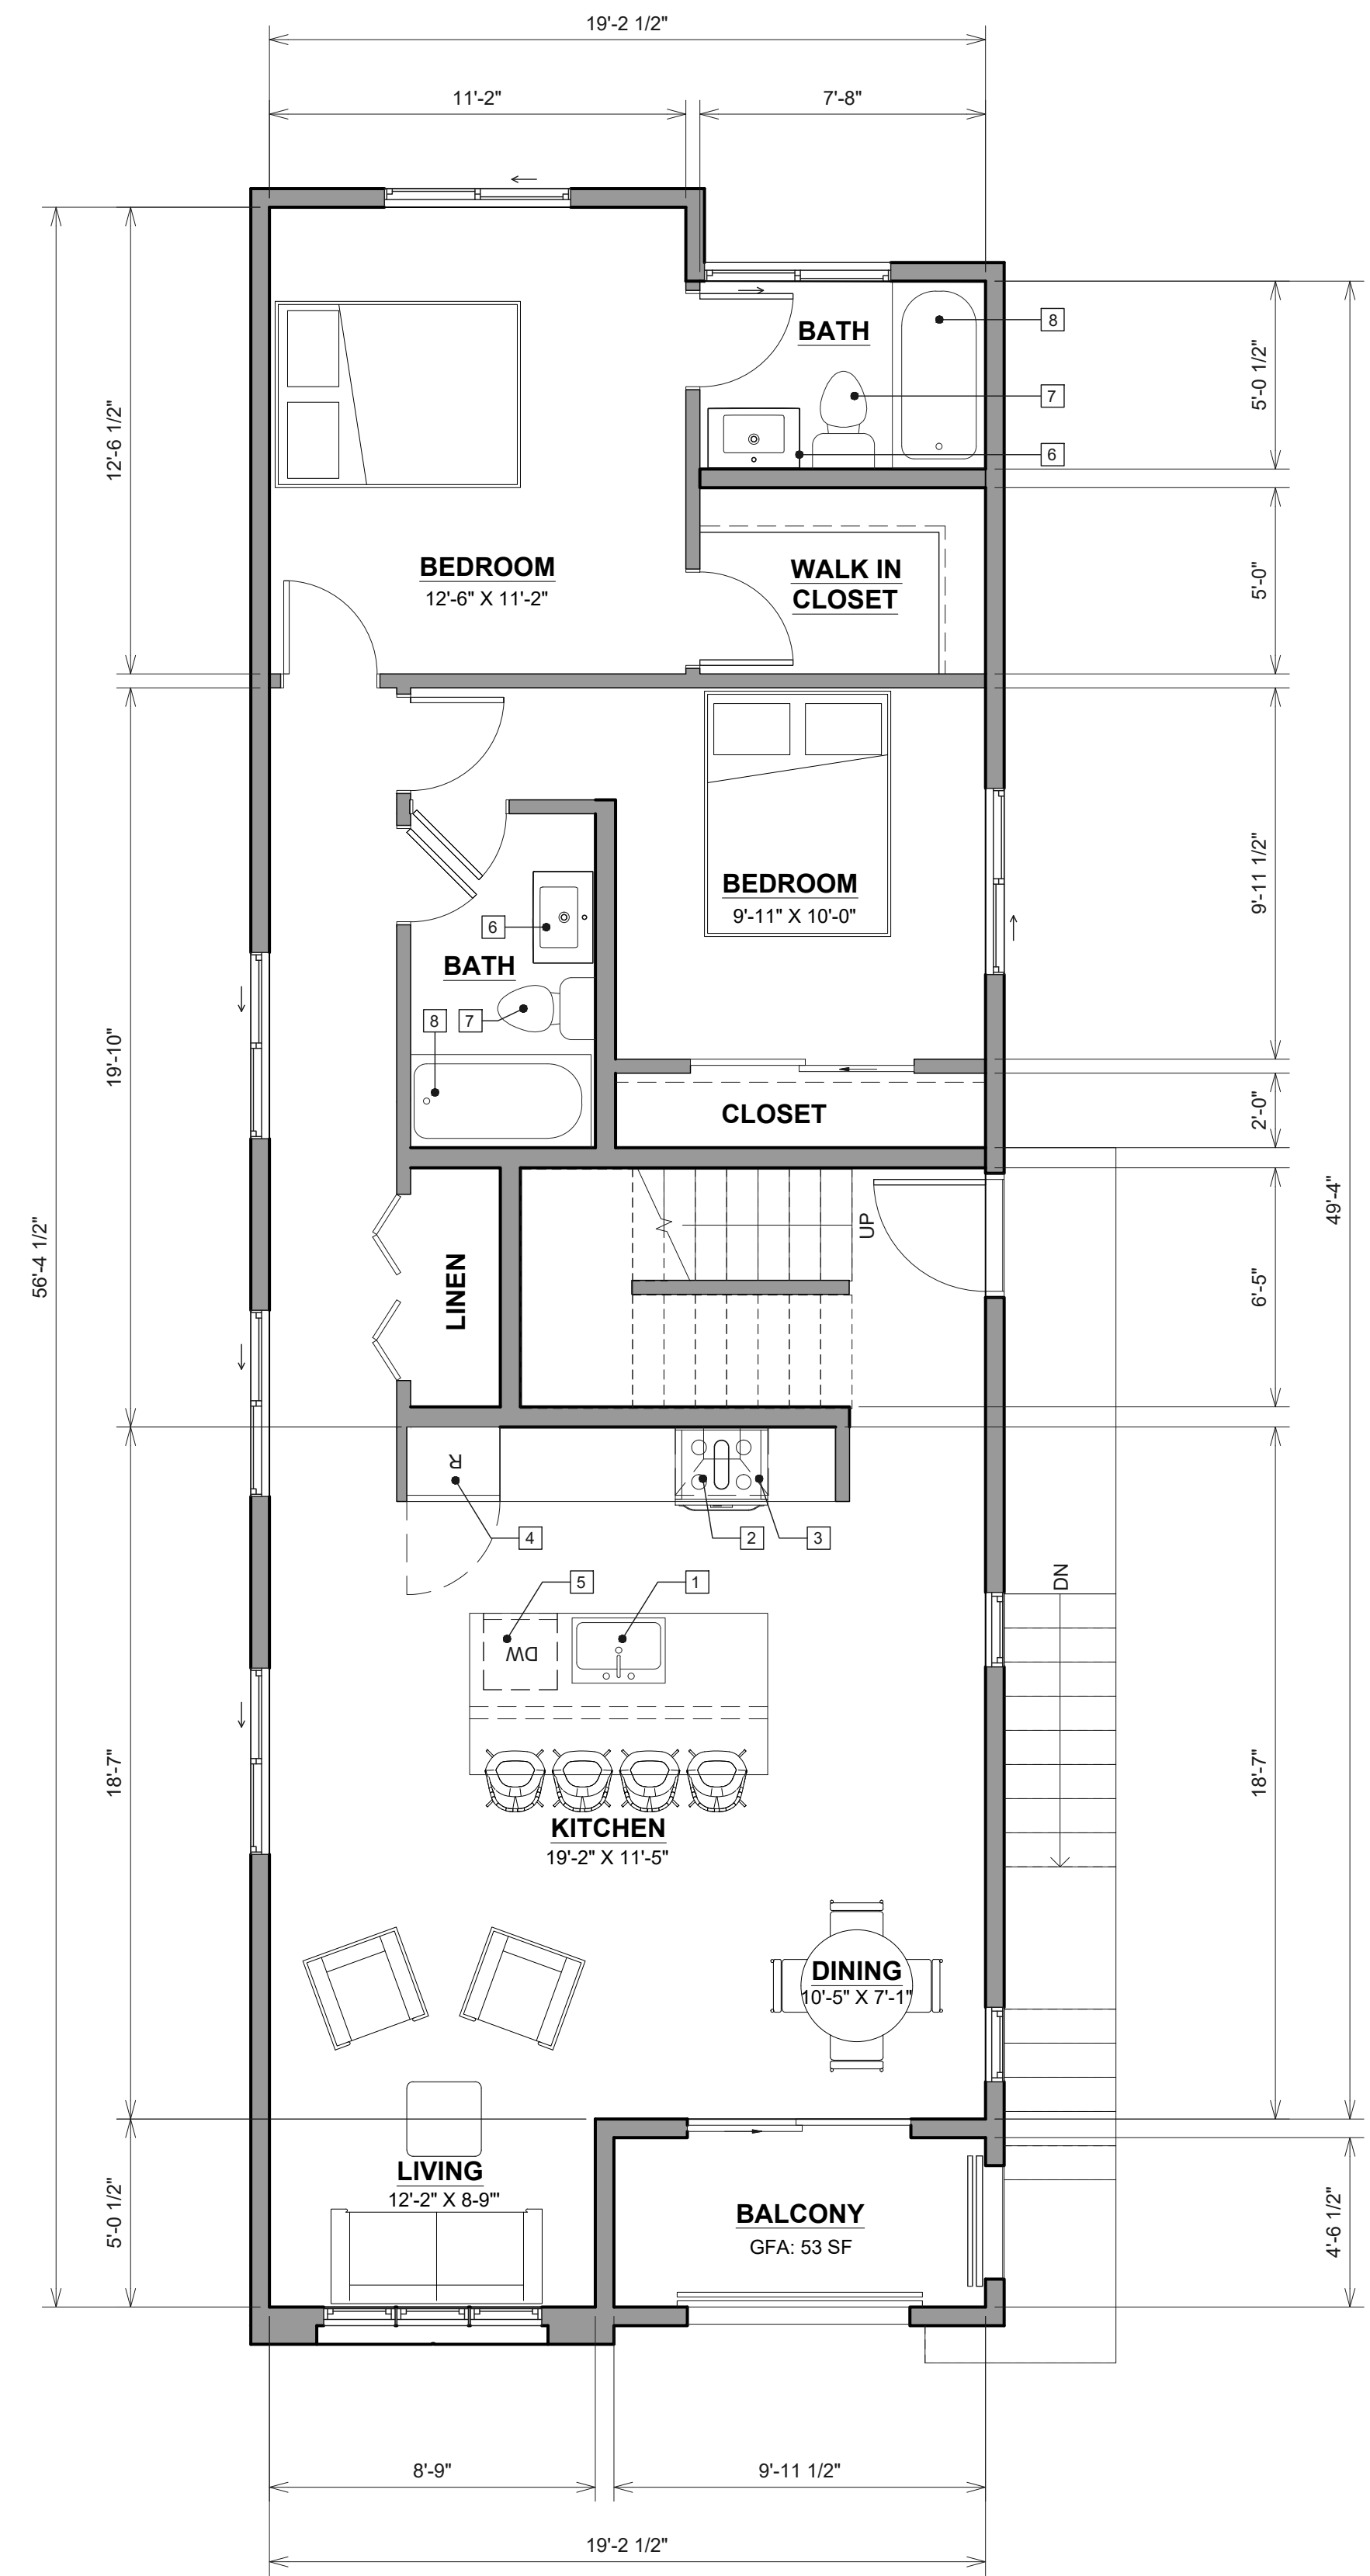 19'-2 1/2"
11'-2"
7'-8"
BATH
8
7
6
5'-0 1/2"
12'-6 1/2"
BEDROOM
12'-6" X 11'-2"
WALK IN
CLOSET
5'-0"
BEDROOM
9'-11" X 10'-0"
9'-11 1/2"
6
BATH
8
7
19'-10"
CLOSET
2'-0"
49'-4"
56'-4 1/2"
UP
LINEN
6'-5"
R
4
2
3
5
1
DW
DN
18'-7"
18'-7"
KITCHEN
19'-2" X 11'-5"
DINING
10'-5" X 7'-1"
LIVING
12'-2" X 8-9'"
5'-0 1/2"
BALCONY
GFA: 53 SF
4'-6 1/2"
8'-9"
9'-11 1/2"
19'-2 1/2"